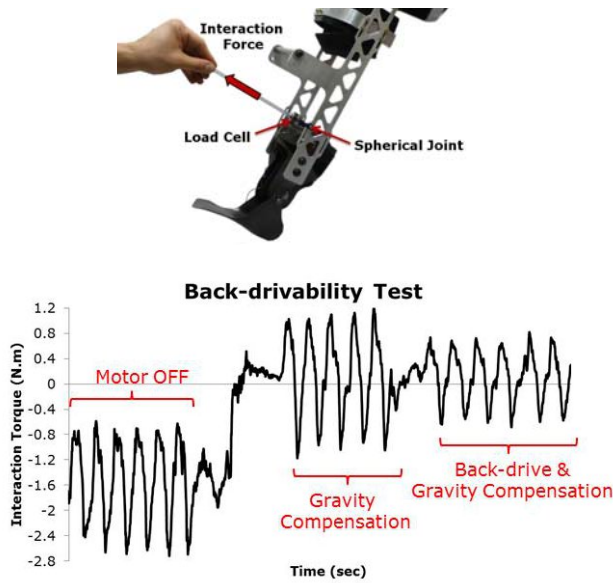 Interaction
Force
Load Cell
Spherical Joint
Back-drivability Test
Interaction Torque (N.m)
1.2
0.8
0.4
0
-0.4
-0.8
-1.2
-1.6
-2
-2.4
-2.8
Motor OFF
Gravity
Compensation
Back-drive &
Gravity Compensation
Time (sec)